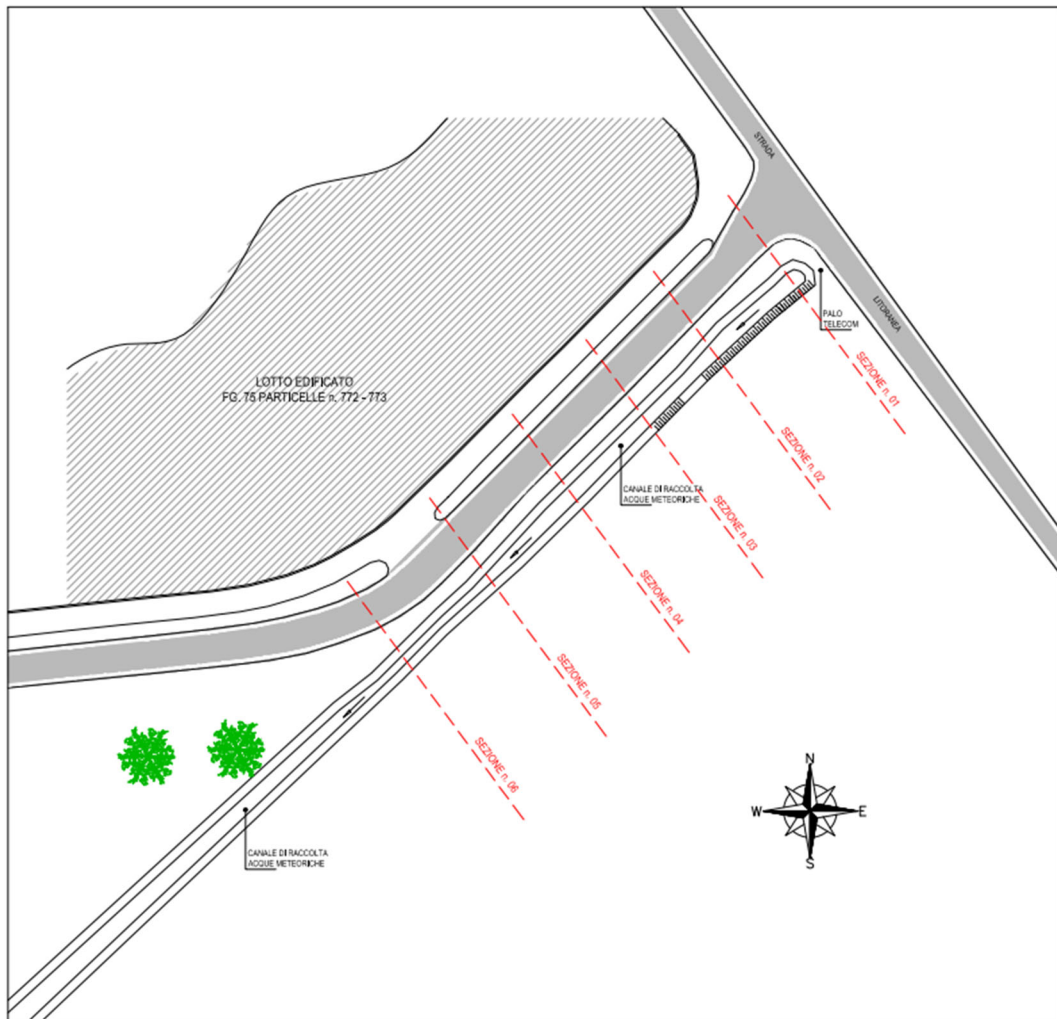 STRADA
LITORANEA
PALO
TELECOM
SEZIONE n. 01
LOTTO EDIFICATO
FG. 75 PARTICELLE n. 772 - 773
SEZIONE n. 02
CANALE DI RACCOLTA
ACQUE METEORICHE
SEZIONE n. 03
SEZIONE n. 04
SEZIONE n. 05
SEZIONE n. 06
N
W
E
S
CANALE DI RACCOLTA
ACQUE METEORICHE